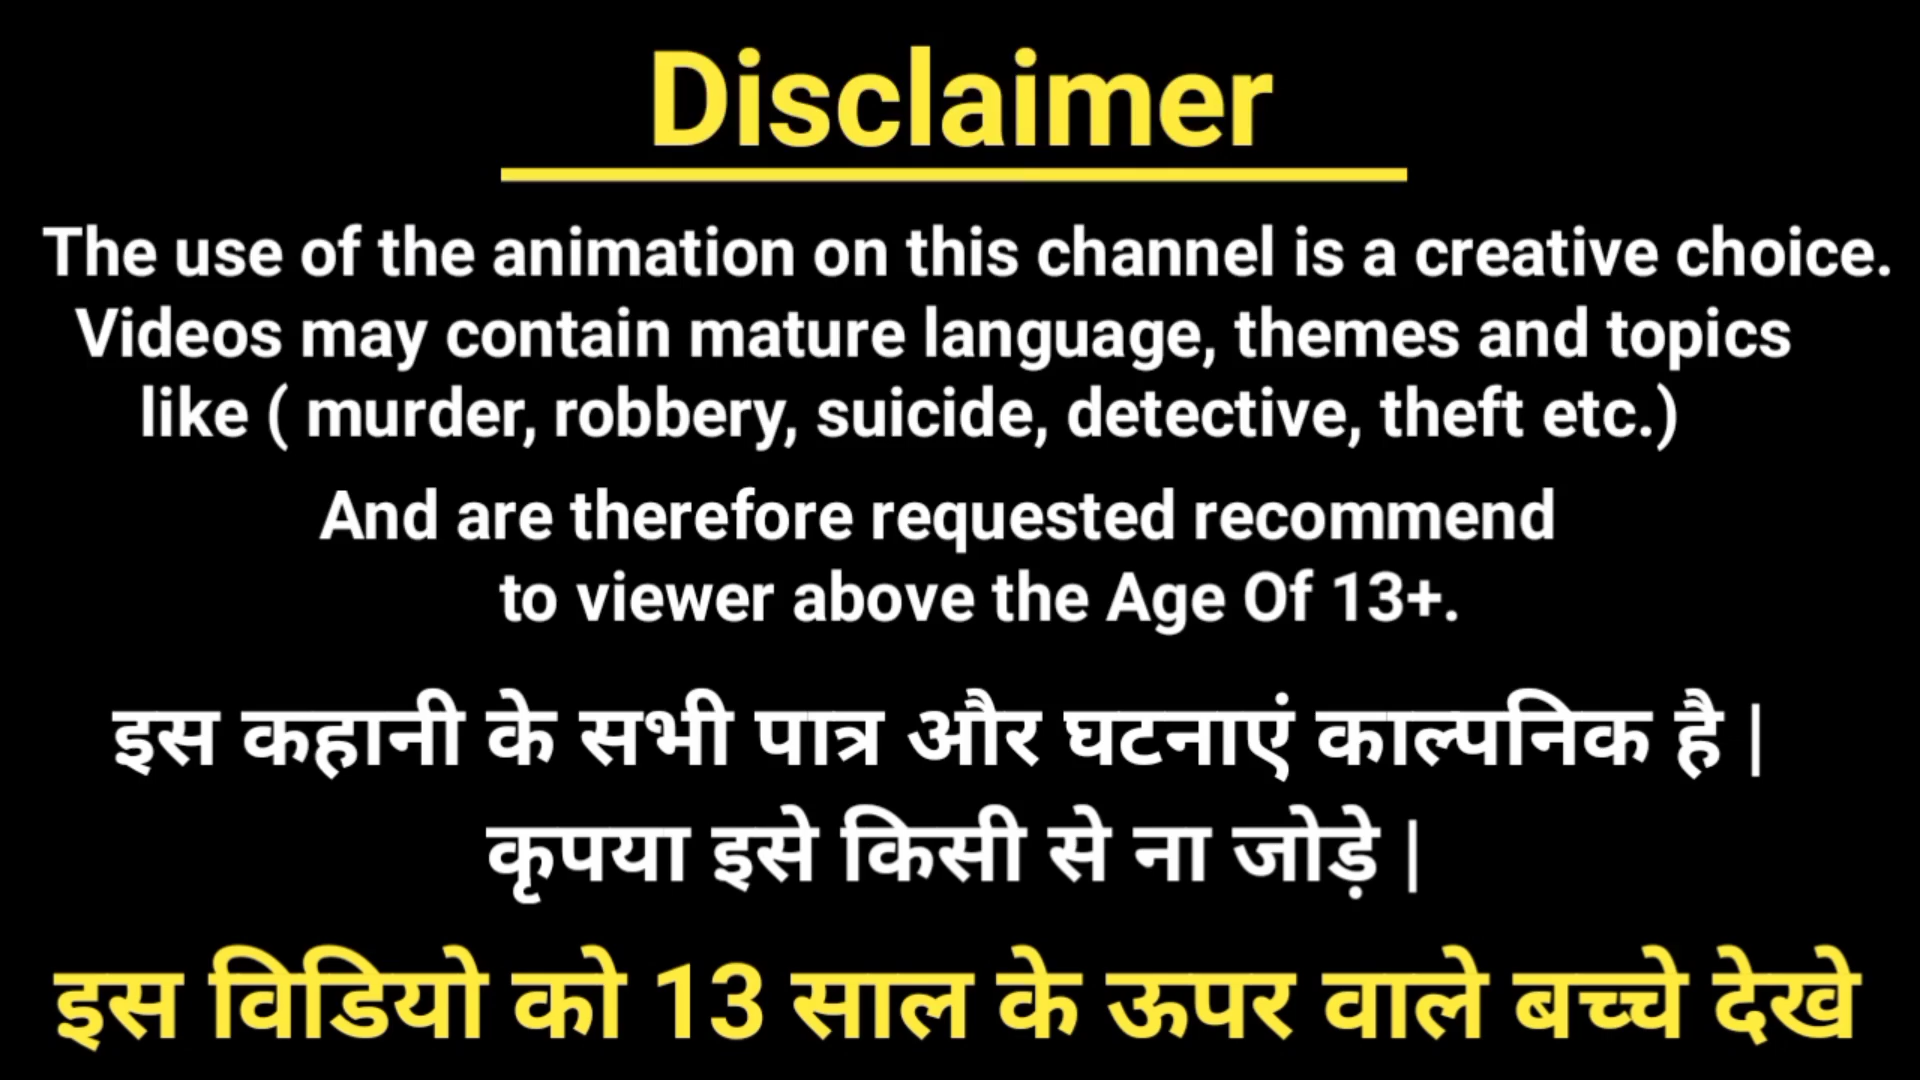 Disclaimer
The use of the animation on this channel is a creative choice.
Videos may contain mature language, themes and topics
like ( murder, robbery, suicide, detective, theft etc.)
And are therefore requested recommend
to viewer above the Age Of 13+.
इस कहानी के सभी पात्र और घटनाएं काल्पनिक है |
कृपया इसे किसी से ना जोड़े |
इस विडियो को 13 साल के ऊपर वाले बच्चे देखे